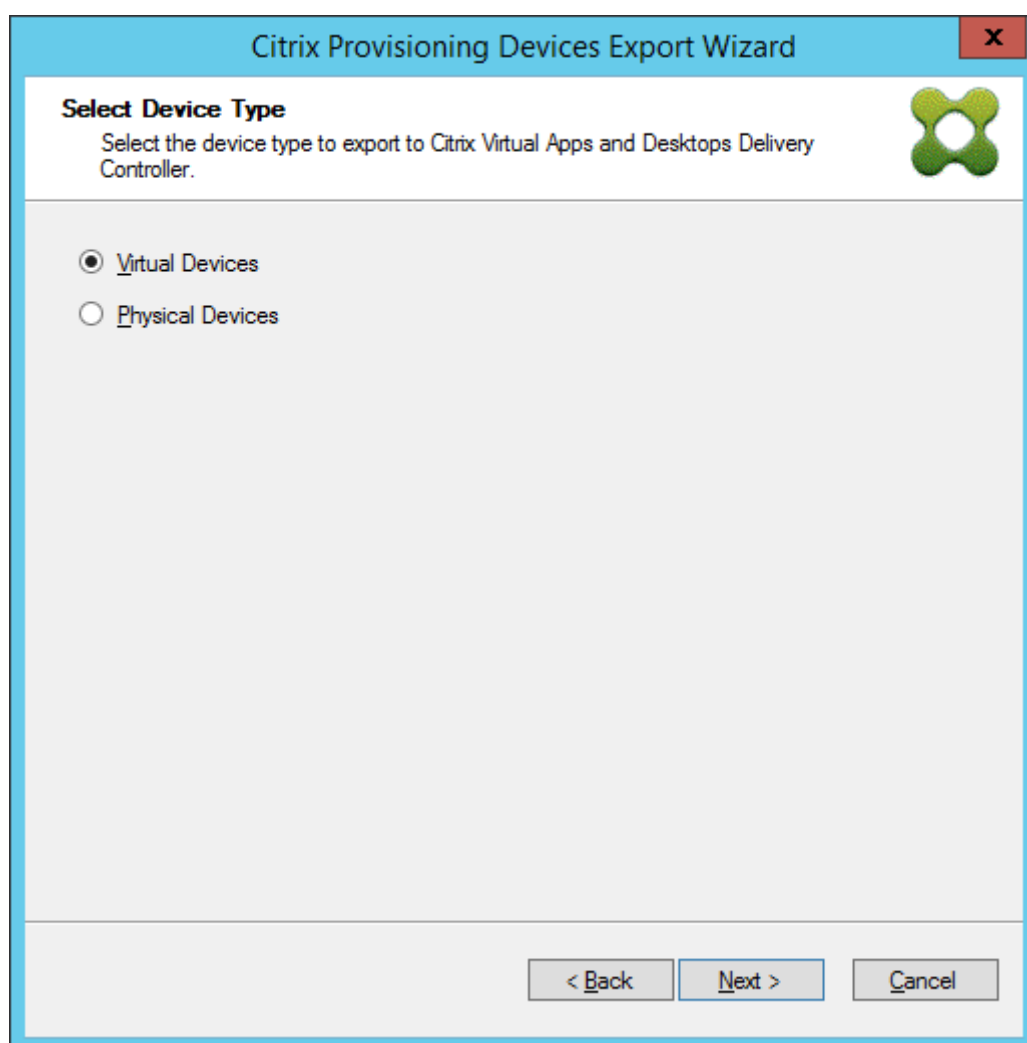 Citrix Provisioning Devices Export Wizard
x
Select Device Type
Select the device type to export to Citrix Virtual Apps and Desktops Delivery
Controller.
Virtual Devices
Physical Devices
< Back Next > Cancel